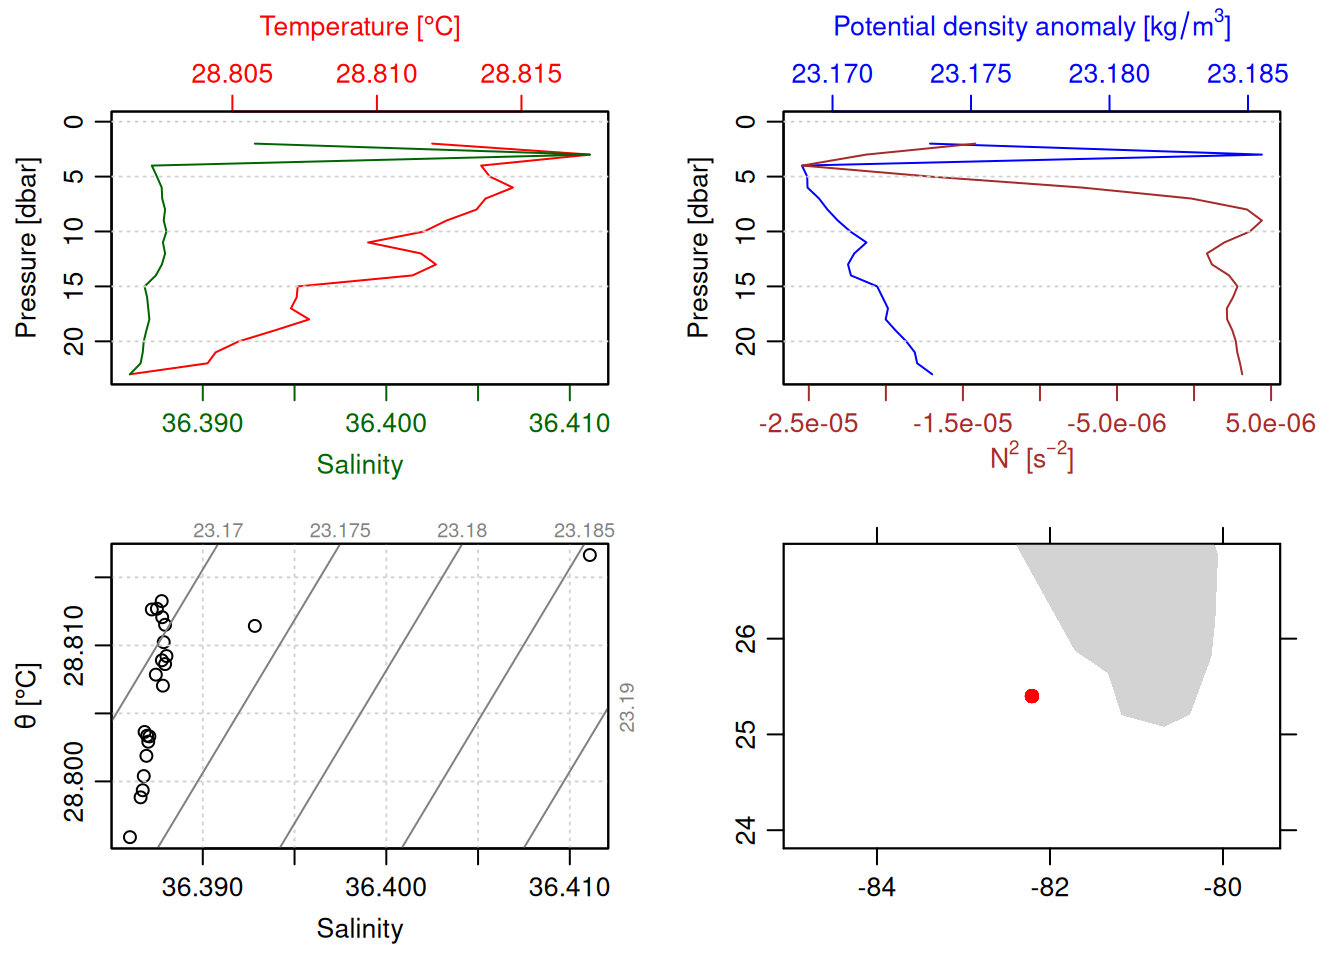 Temperature [°C]
28.805 28.810 28.815
0
5
10
15
20
Pressure [dbar]
36.390 36.400 36.410
Salinity
Potential density anomaly [kg/m³]
23.170 23.175 23.180 23.185
0
5
10
15
20
Pressure [dbar]
-2.5e-05 -1.5e-05 -5.0e-06 5.0e-06
N² [s⁻²]
23.17 23.175 23.18 23.185
23.19
28.810
28.800
θ [°C]
36.390 36.400 36.410
Salinity
26
25
24
-84 -82 -80